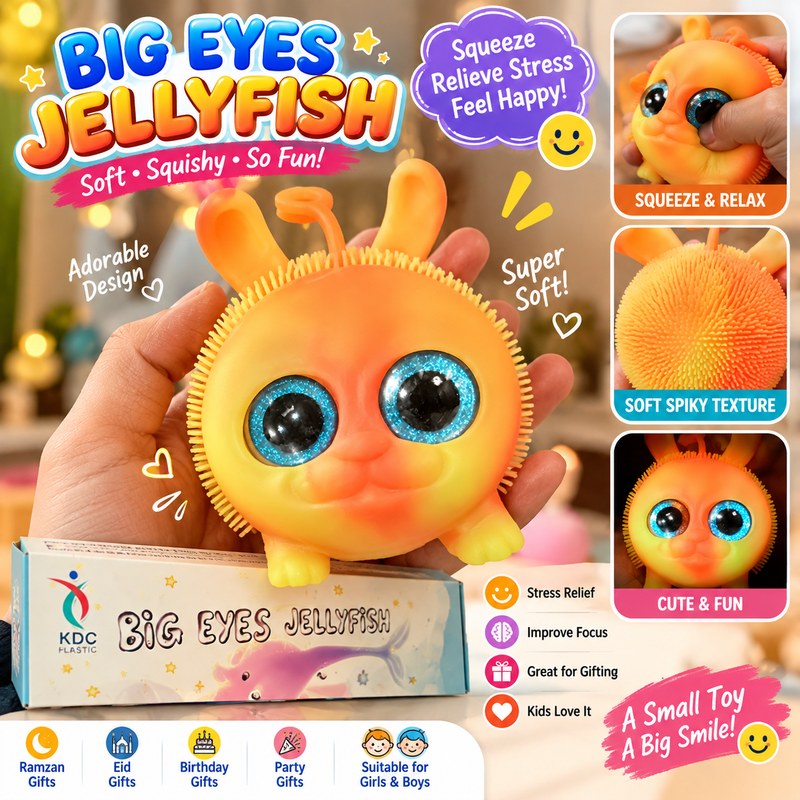 BIG EYES
JELLYFISH
Soft • Squishy • So Fun!
Squeeze
Relieve Stress
Feel Happy!
SQUEEZE & RELAX
Adorable
Design
Super
Soft!
SOFT SPIKY TEXTURE
CUTE & FUN
KDC
PLASTIC
BIG EYES JELLYFISH
Stress Relief
Improve Focus
Great for Gifting
Kids Love It
A Small Toy
A Big Smile!
Ramzan
Gifts
Eid
Gifts
Birthday
Gifts
Party
Gifts
Suitable for
Girls & Boys